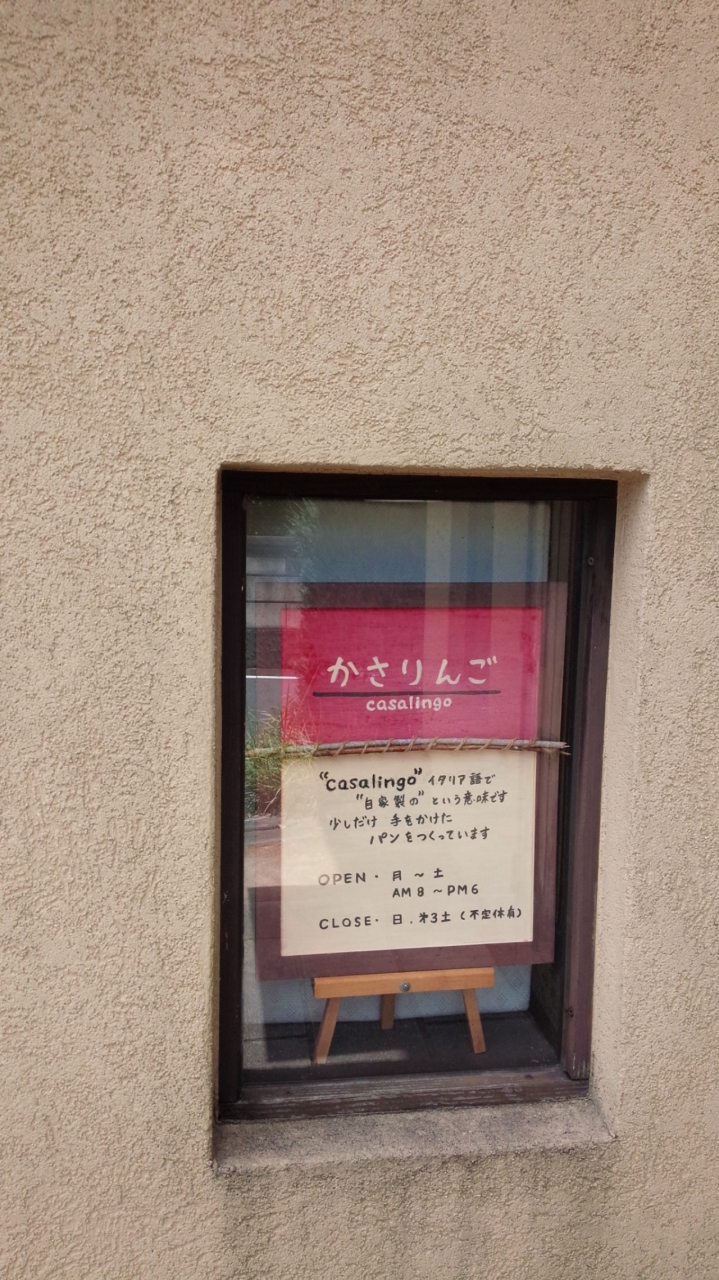 かさりんご
casalingo
"casalingo" イタリア語で
"自家製の" という意味です
少しだけ 手をかけた
パンをつくっています
OPEN・ 月 ～ 土
AM 8 ～ PM 6
CLOSE・ 日 . 第3土 (不定休有)